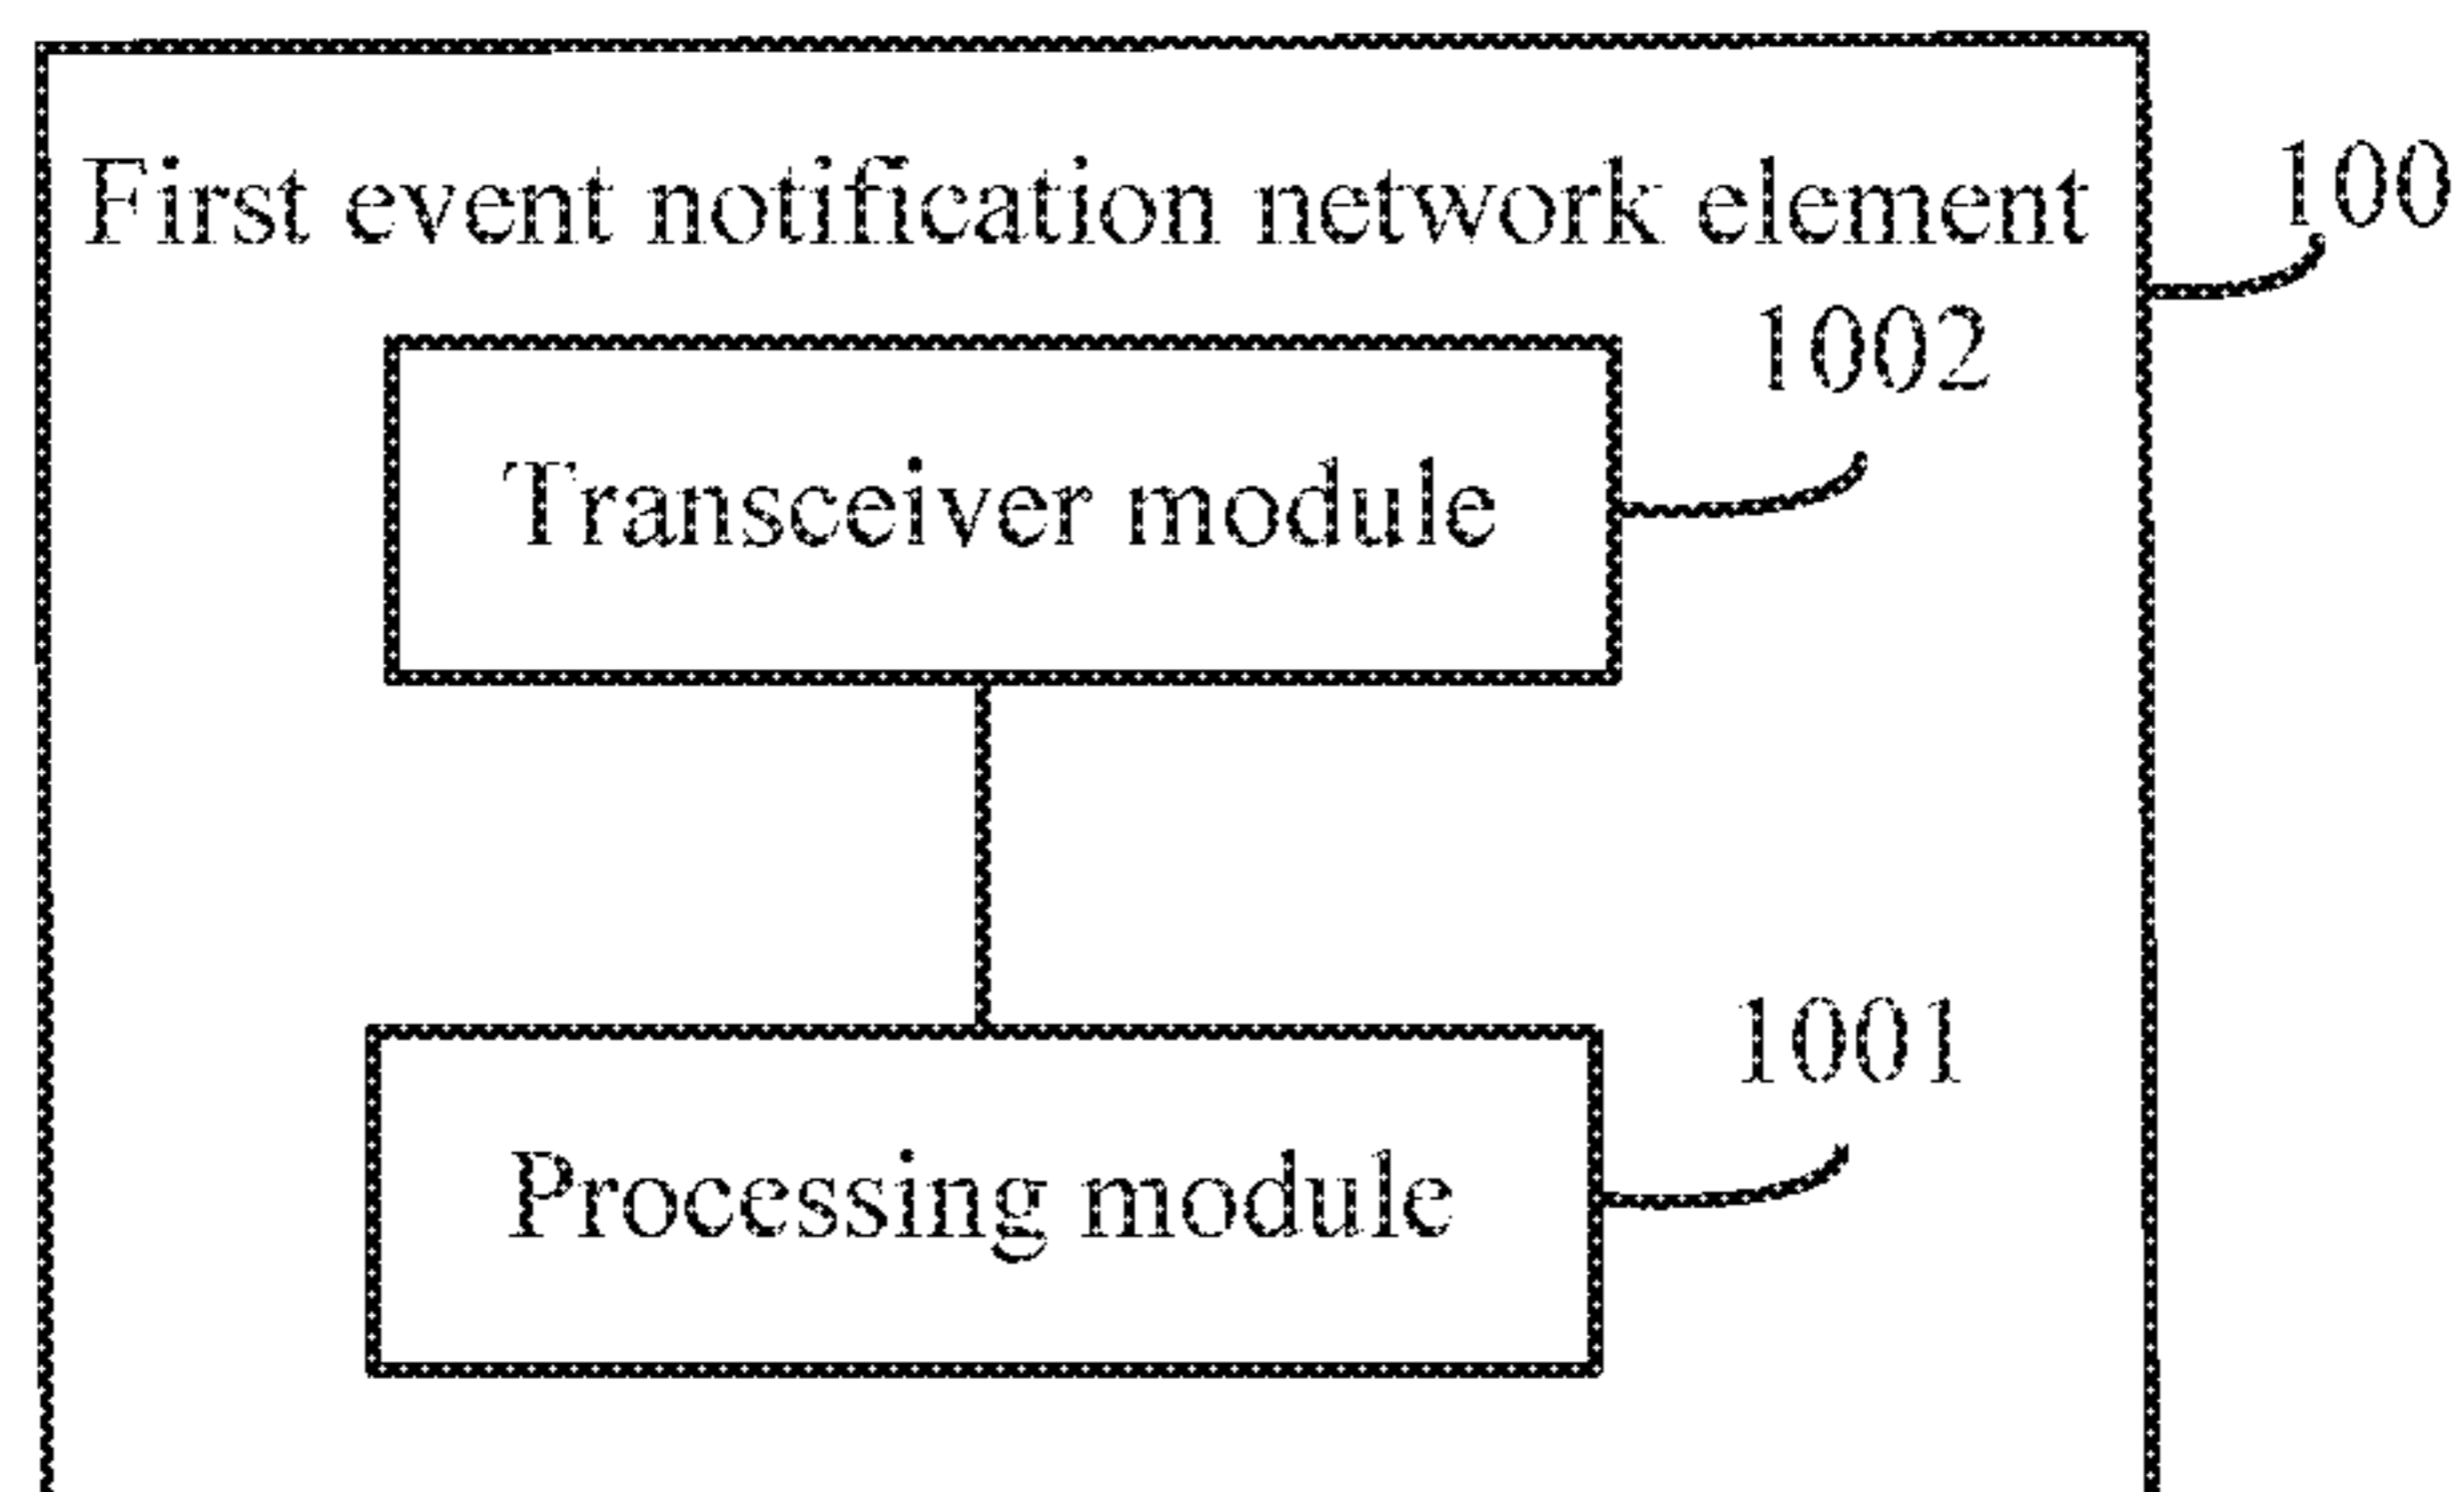 First event notification network element
100
1002
Transceiver module
1001
Processing module